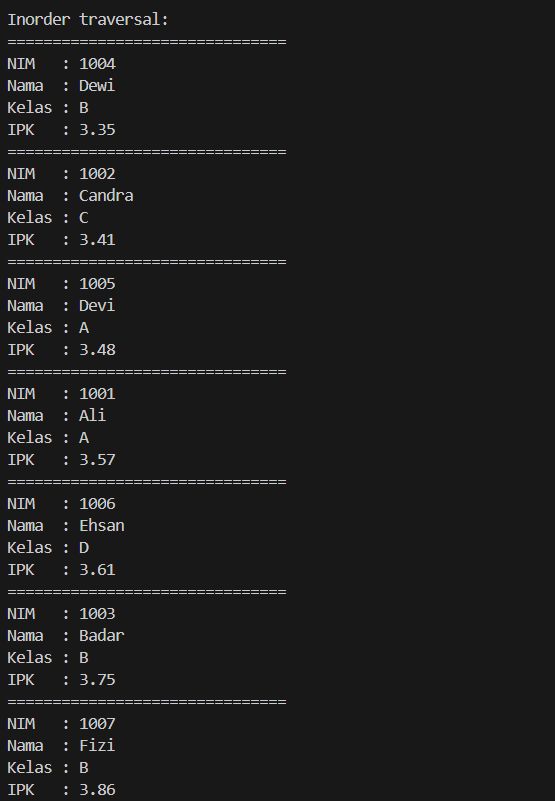 Inorder traversal:
===============================
NIM   : 1004
Nama  : Dewi
Kelas : B
IPK   : 3.35
===============================
NIM   : 1002
Nama  : Candra
Kelas : C
IPK   : 3.41
===============================
NIM   : 1005
Nama  : Devi
Kelas : A
IPK   : 3.48
===============================
NIM   : 1001
Nama  : Ali
Kelas : A
IPK   : 3.57
===============================
NIM   : 1006
Nama  : Ehsan
Kelas : D
IPK   : 3.61
===============================
NIM   : 1003
Nama  : Badar
Kelas : B
IPK   : 3.75
===============================
NIM   : 1007
Nama  : Fizi
Kelas : B
IPK   : 3.86